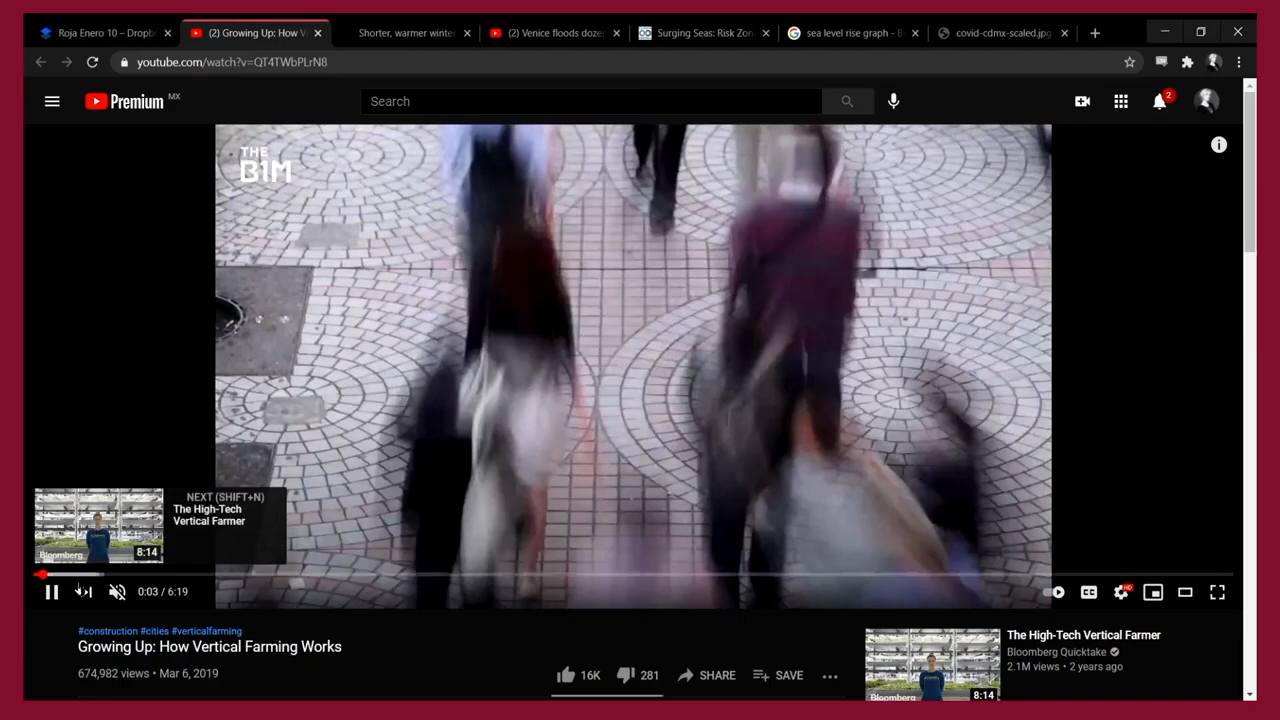 Roja Enero 10 – Dropb
(2) Growing Up: How V
Shorter, warmer winter
(2) Venice floods doze
Surging Seas: Risk Zon
sea level rise graph - B
covid-cdmx-scaled.jpg
youtube.com/watch?v=QT4TWbPLrN8
Premium MX
Search
2
THE
B1M
NEXT (SHIFT+N)
The High-Tech
Vertical Farmer
Bloomberg
8:14
0:03 / 6:19
CC
HD
#construction #cities #verticalfarming
Growing Up: How Vertical Farming Works
674,982 views • Mar 6, 2019
16K
281
SHARE
SAVE
8:14
The High-Tech Vertical Farmer
Bloomberg Quicktake
2.1M views • 2 years ago